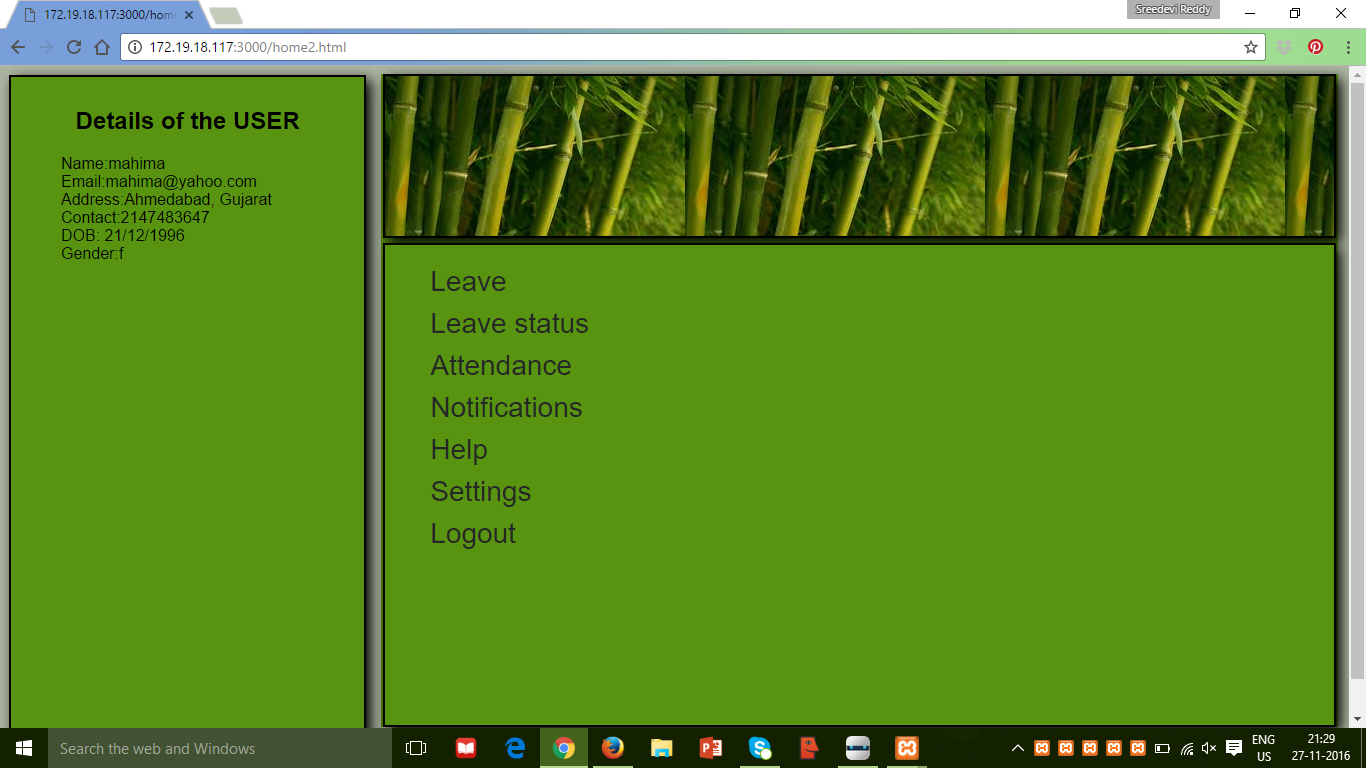 172.19.18.117:3000/hom
Sreedevi Reddy
172.19.18.117:3000/home2.html
Details of the USER
Name:mahima
Email:mahima@yahoo.com
Address:Ahmedabad, Gujarat
Contact:2147483647
DOB: 21/12/1996
Gender:f
Leave
Leave status
Attendance
Notifications
Help
Settings
Logout
Search the web and Windows
ENG
US
21:29
27-11-2016